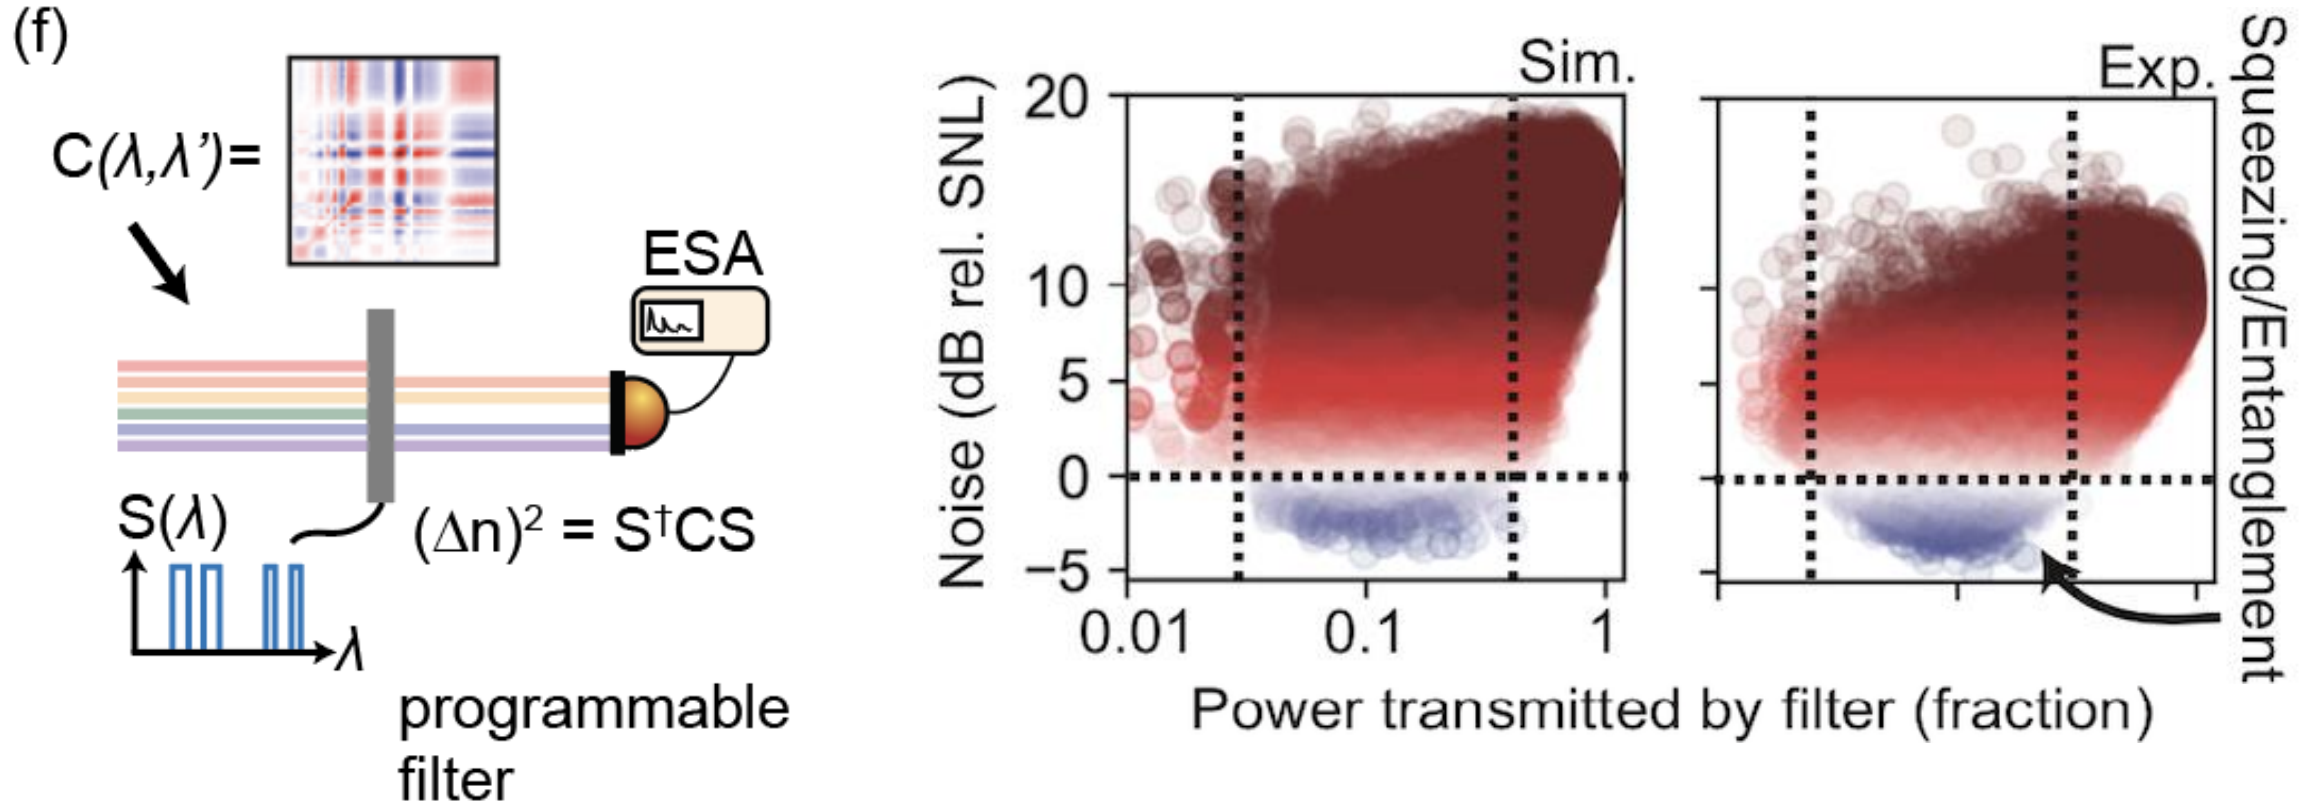 (f)
C(λ,λ’)=
ESA
S(λ)
(Δn)² = S†CS
λ
programmable
filter
Sim.
Noise (dB rel. SNL)
20
10
5
0
−5
0.01
0.1
1
Exp.
Power transmitted by filter (fraction)
Squeezing/Entanglement